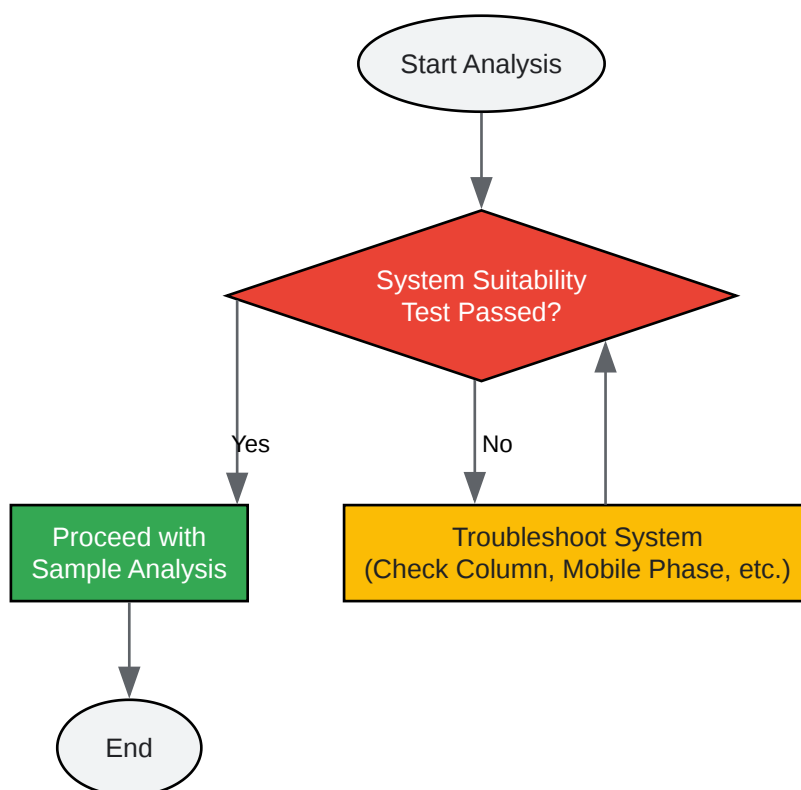 Start Analysis
System Suitability
Test Passed?
Yes
No
Proceed with
Sample Analysis
Troubleshoot System
(Check Column, Mobile Phase, etc.)
End